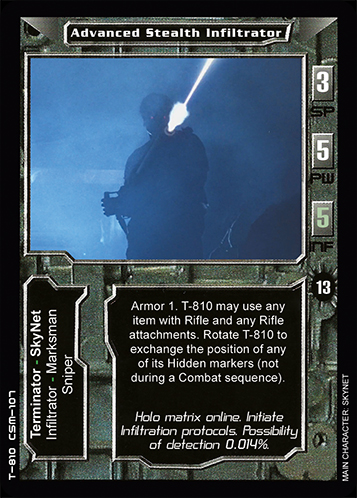 Advanced Stealth Infiltrator
3
SP
5
PW
5
INF
13
Terminator - SkyNet
Infiltrator - Marksman
Sniper
Armor 1. T-810 may use any
item with Rifle and any Rifle
attachments. Rotate T-810 to
exchange the position of any
of its Hidden markers (not
during a Combat sequence).
Holo matrix online. Initiate
Infiltration protocols. Possibility
of detection 0.014%.
T-810 CSM-107
MAIN CHARACTER: SKYNET